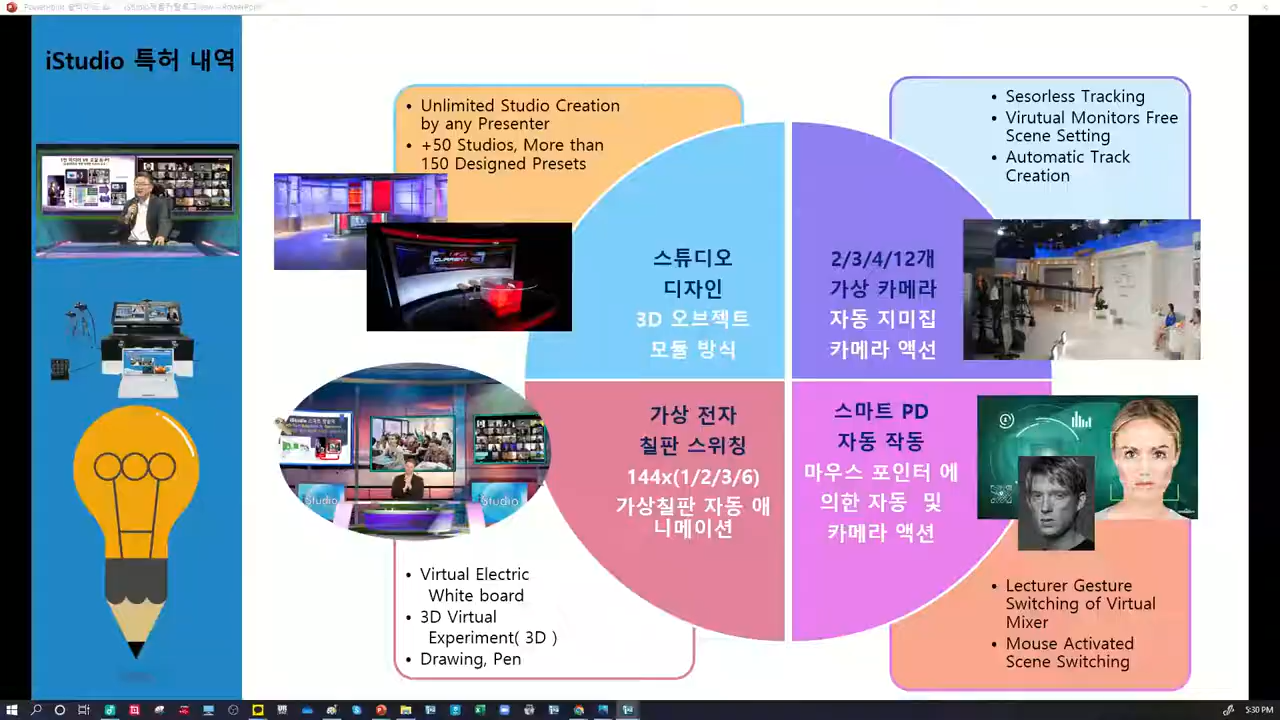 iStudio 특허 내역
• Unlimited Studio Creation
by any Presenter
• +50 Studios, More than
150 Designed Presets
• Sesorless Tracking
• Virutual Monitors Free
Scene Setting
• Automatic Track
Creation
스튜디오
디자인
3D 오브젝트
모듈 방식
2/3/4/12개
가상 카메라
자동 지미집
카메라 액션
가상 전자
칠판 스위칭
144x(1/2/3/6)
가상칠판 자동 애
니메이션
스마트 PD
자동 작동
마우스 포인터 에
의한 자동 및
카메라 액션
iStudio
Studio
• Virtual Electric
White board
• 3D Virtual
Experiment( 3D )
• Drawing, Pen
• Lecturer Gesture
Switching of Virtual
Mixer
• Mouse Activated
Scene Switching
5:30 PM